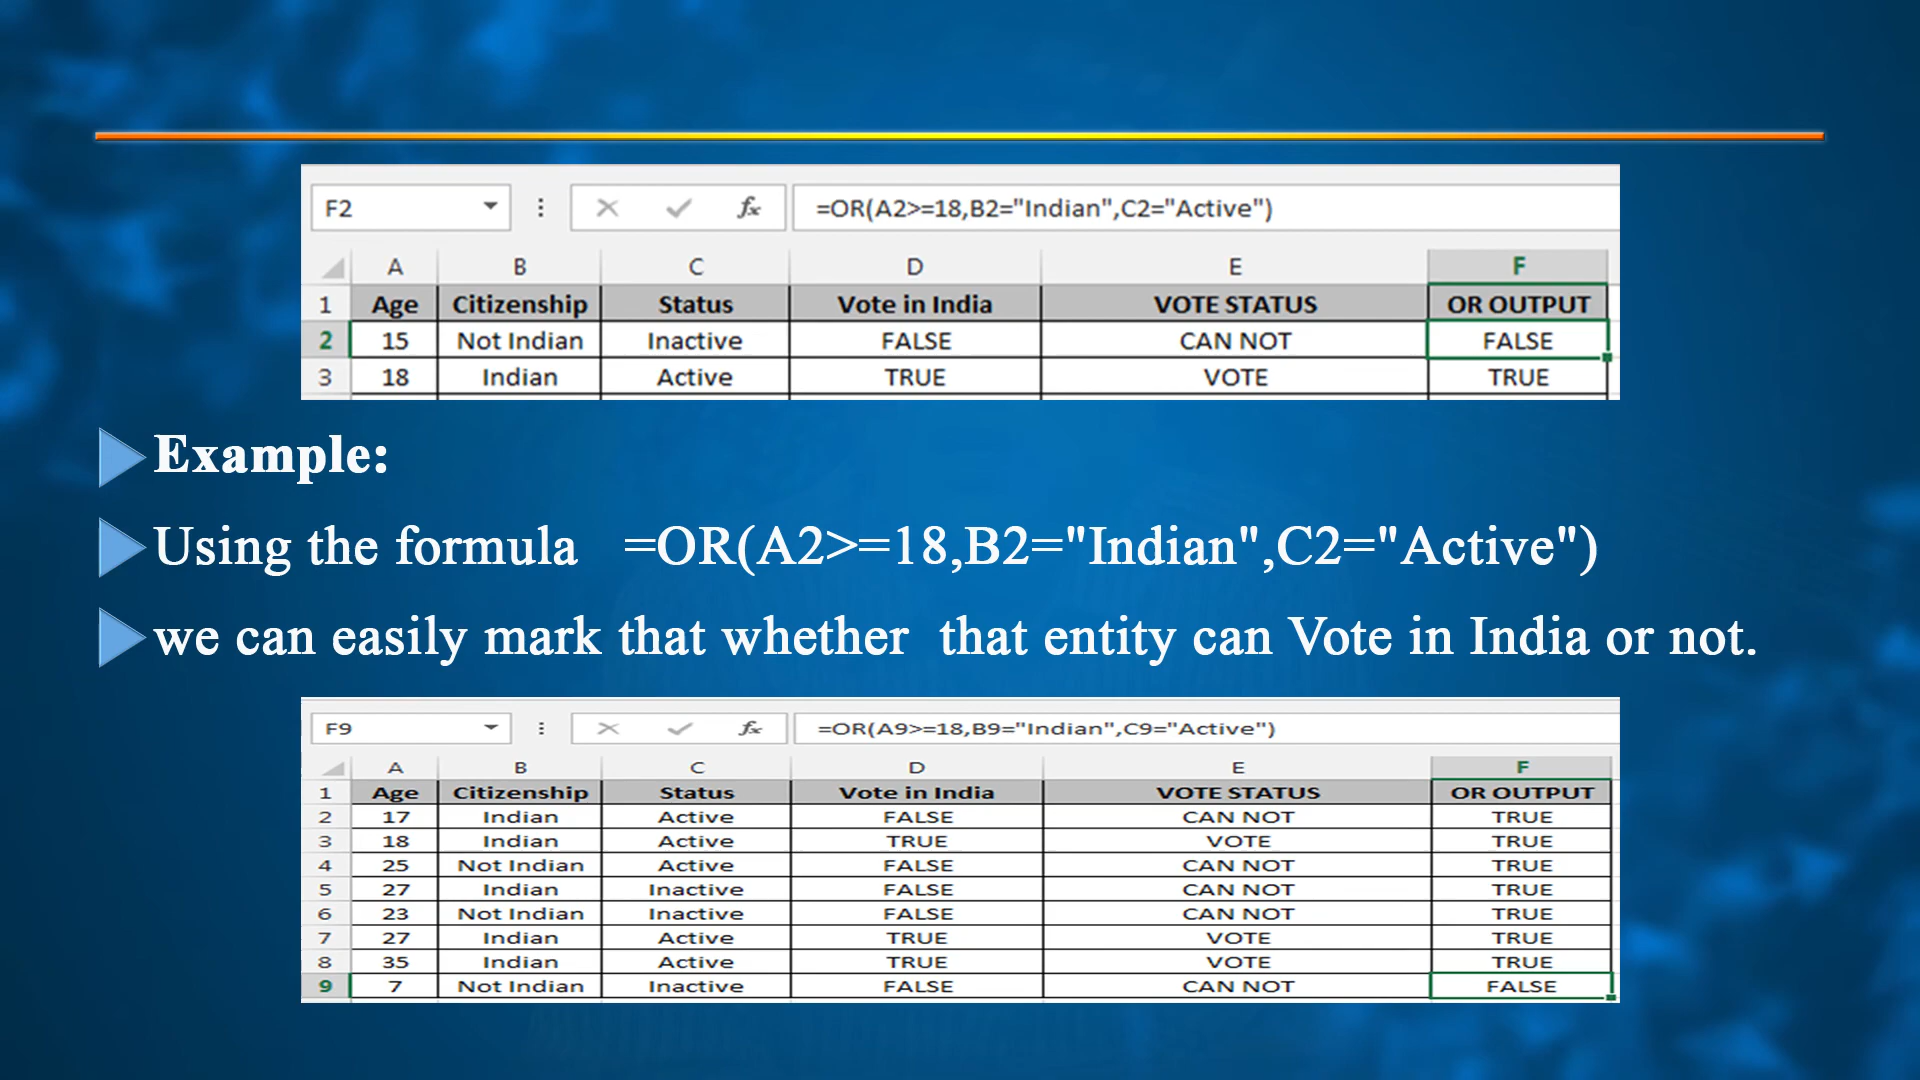 F2 fx =OR(A2>=18,B2="Indian",C2="Active")
A B C D E F
1 Age Citizenship Status Vote in India VOTE STATUS OR OUTPUT
2 15 Not Indian Inactive FALSE CAN NOT FALSE
3 18 Indian Active TRUE VOTE TRUE
Example:
Using the formula =OR(A2>=18,B2="Indian",C2="Active")
we can easily mark that whether that entity can Vote in India or not.
F9 fx =OR(A9>=18,B9="Indian",C9="Active")
A B C D E F
1 Age Citizenship Status Vote in India VOTE STATUS OR OUTPUT
2 17 Indian Active FALSE CAN NOT TRUE
3 18 Indian Active TRUE VOTE TRUE
4 25 Not Indian Active FALSE CAN NOT TRUE
5 27 Indian Inactive FALSE CAN NOT TRUE
6 23 Not Indian Inactive FALSE CAN NOT TRUE
7 27 Indian Active TRUE VOTE TRUE
8 35 Indian Active TRUE VOTE TRUE
9 7 Not Indian Inactive FALSE CAN NOT FALSE